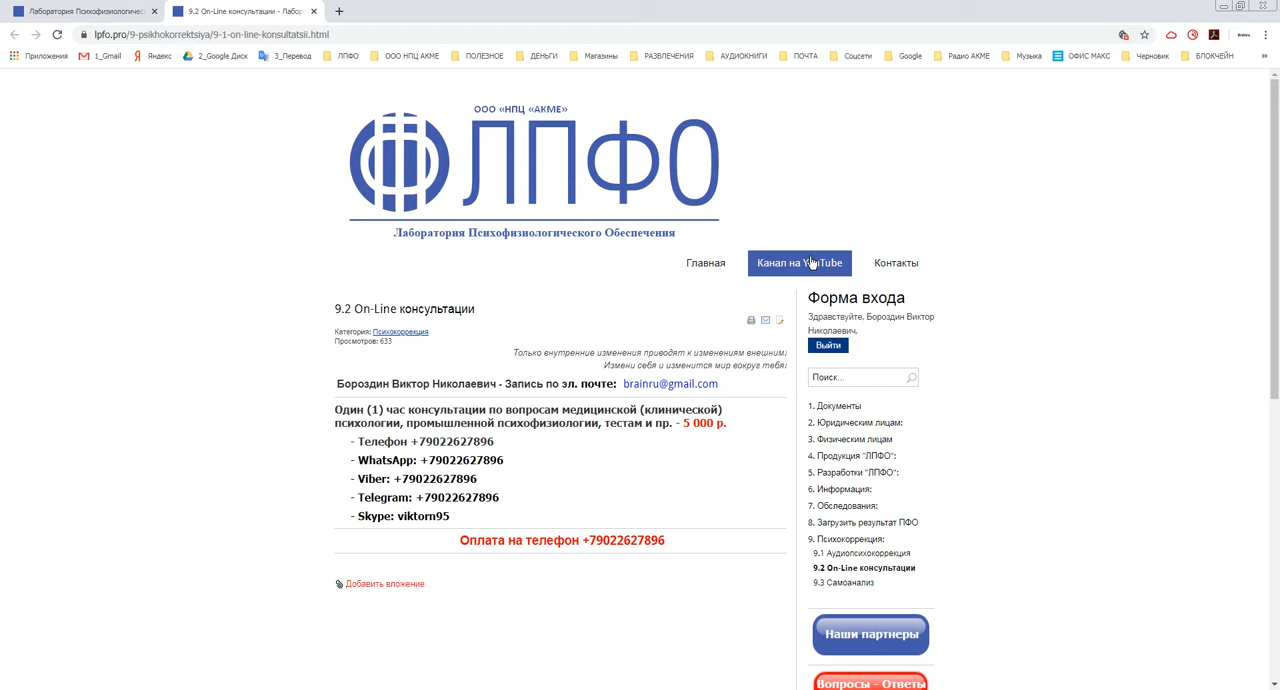 Лаборатория Психофизиологичес
9.2 On-Line консультации - Лабор
lpfo.pro/9-psikhokorrektsiya/9-1-on-line-konsultatsii.html
Приложения 1_Gmail Яндекс 2_Google Диск 3_Перевод ЛПФО ООО НПЦ АКМЕ ПОЛЕЗНОЕ ДЕНЬГИ Магазины РАЗВЛЕЧЕНИЯ АУДИОКНИГИ ПОЧТА Соцсети Google Радио АКМЕ Музыка ОФИС МАКС Черновик БЛОКЧЕЙН »
ООО «НПЦ «АКМЕ»
ЛПФО
Лаборатория Психофизиологического Обеспечения
Главная Канал на YouTube Контакты
9.2 On-Line консультации
Категория: Психокоррекция
Просмотров: 633
Только внутренние изменения приводят к изменениям внешним!
Измени себя и изменится мир вокруг тебя!
Бороздин Виктор Николаевич - Запись по эл. почте: brainru@gmail.com
Один (1) час консультации по вопросам медицинской (клинической)
психологии, промышленной психофизиологии, тестам и пр. - 5 000 р.
- Телефон +79022627896
- WhatsApp: +79022627896
- Viber: +79022627896
- Telegram: +79022627896
- Skype: viktorn95
Оплата на телефон +79022627896
Добавить вложение
Форма входа
Здравствуйте, Бороздин Виктор
Николаевич,
Выйти
Поиск...
1. Документы
2. Юридическим лицам:
3. Физическим лицам
4. Продукция "ЛПФО":
5. Разработки "ЛПФО":
6. Информация:
7. Обследования:
8. Загрузить результат ПФО
9. Психокоррекция:
9.1 Аудиопсихокоррекция
9.2 On-Line консультации
9.3 Самоанализ
Наши партнеры
Вопросы - Ответы